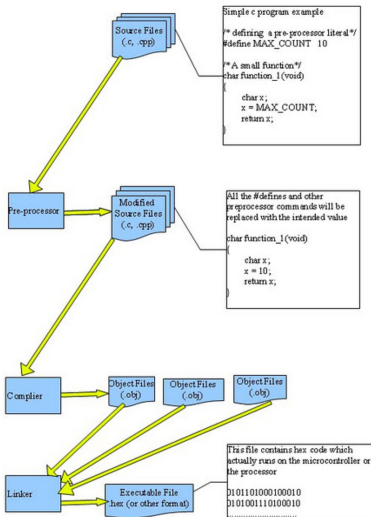 Simple c program example
/* defining a pre-processor literal*/
#define MAX_COUNT 10
/*A small function*/
char function_1(void)
{
char x;
x = MAX_COUNT;
return x;
}
Source Files
(.c, .cpp)
Pre-processor
Modified
Source Files
(.c, .cpp)
All the #defines and other
preprocessor commands will be
replaced with the intended value
char function_1(void)
{
char x;
x = 10;
return x;
}
Complier
Object Files
(.obj)
Object Files
(.obj)
Object Files
(.obj)
Linker
Executable File
.hex (or other format)
This file contains hex code which
actually runs on the microcontroller or
the processor
0101101000100010
0101001110100010